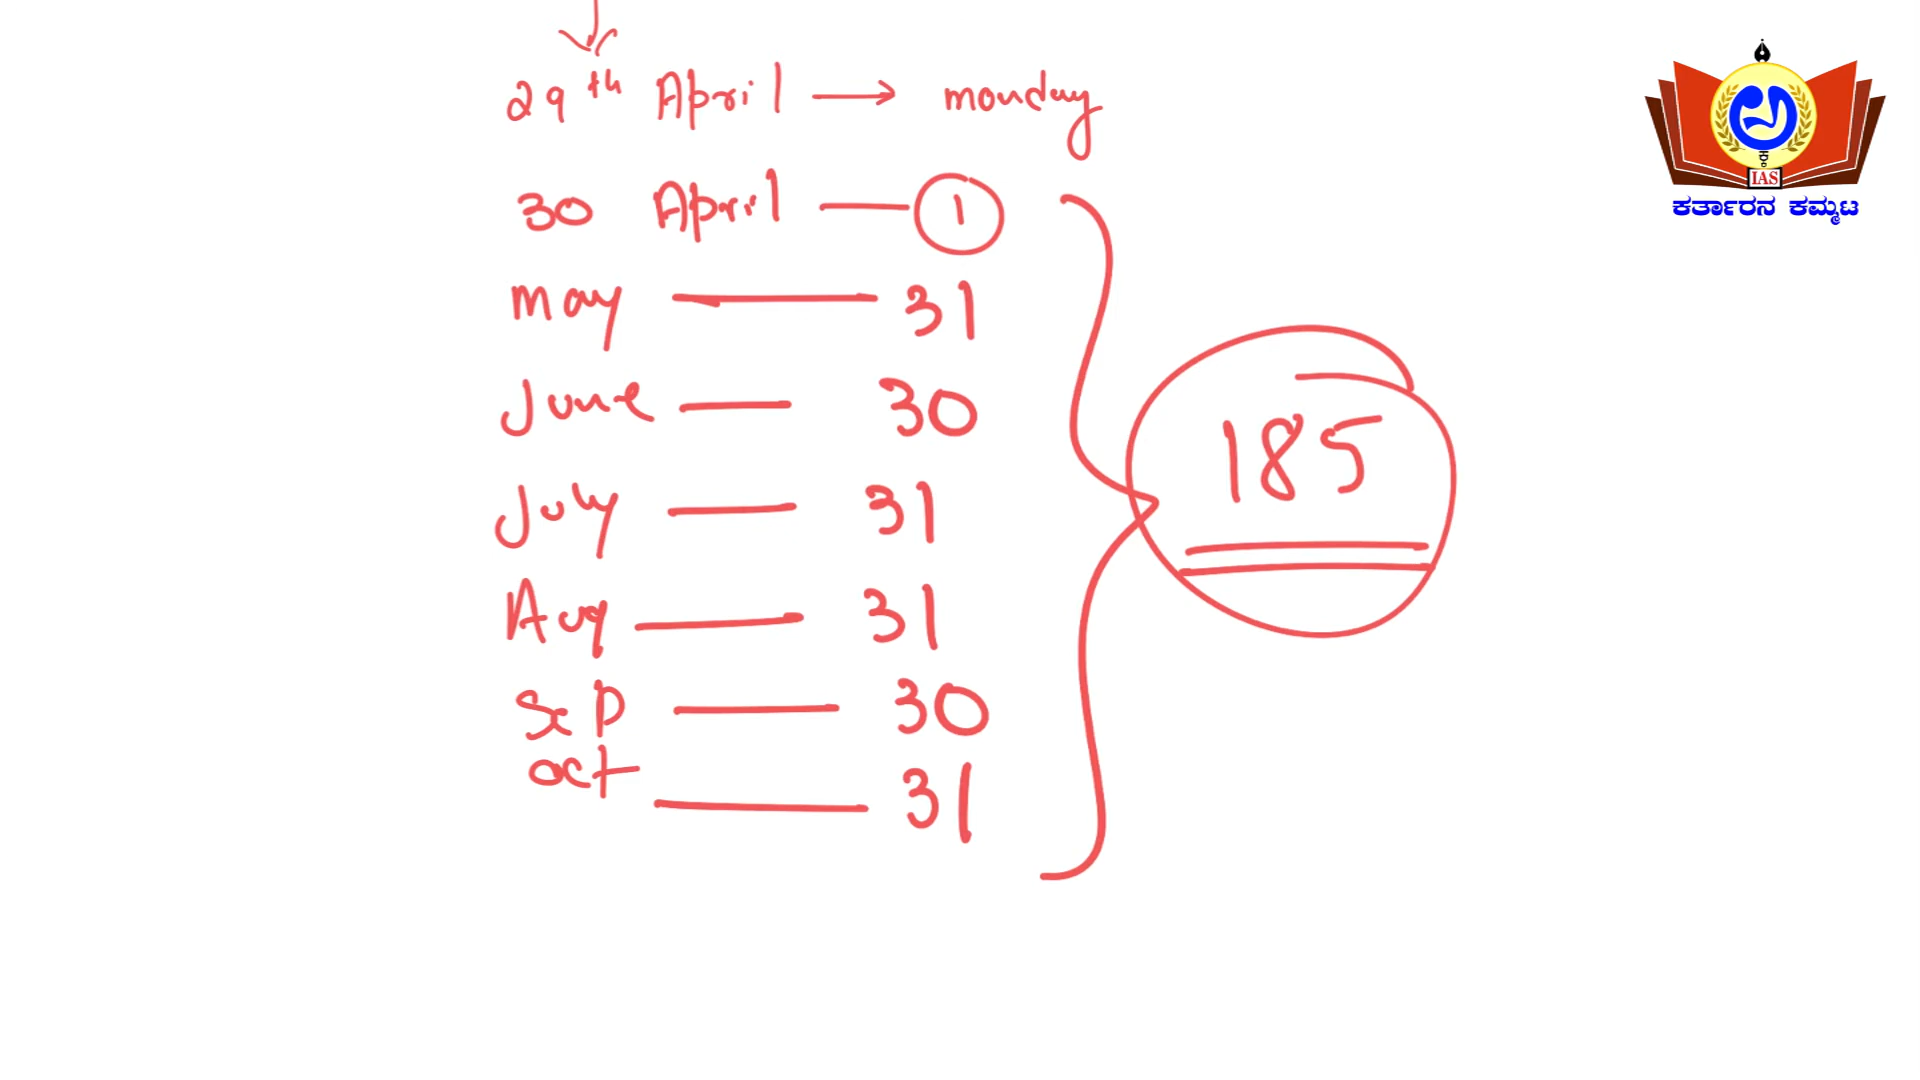 29th April → monday
30 April — 1
may — 31
June — 30
July — 31
Aug — 31
Sep — 30
oct — 31
185
ಅ
ಕ್ಷರ
IAS
ಕರ್ತಾರನ ಕಮ್ಮಟ